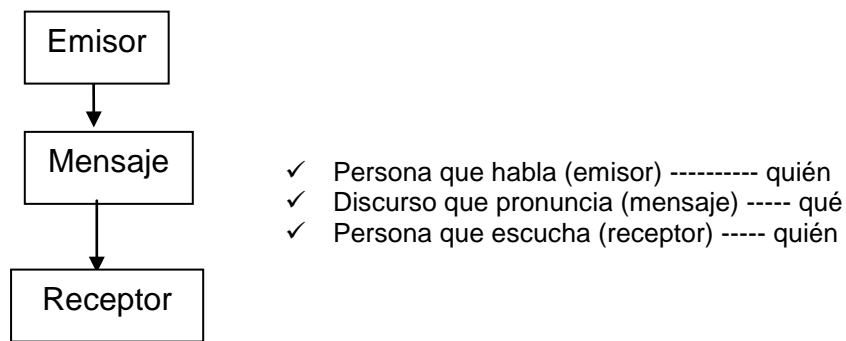 Emisor
Mensaje
✓ Persona que habla (emisor) ---------- quién
✓ Discurso que pronuncia (mensaje) ----- qué
✓ Persona que escucha (receptor) ----- quién
Receptor